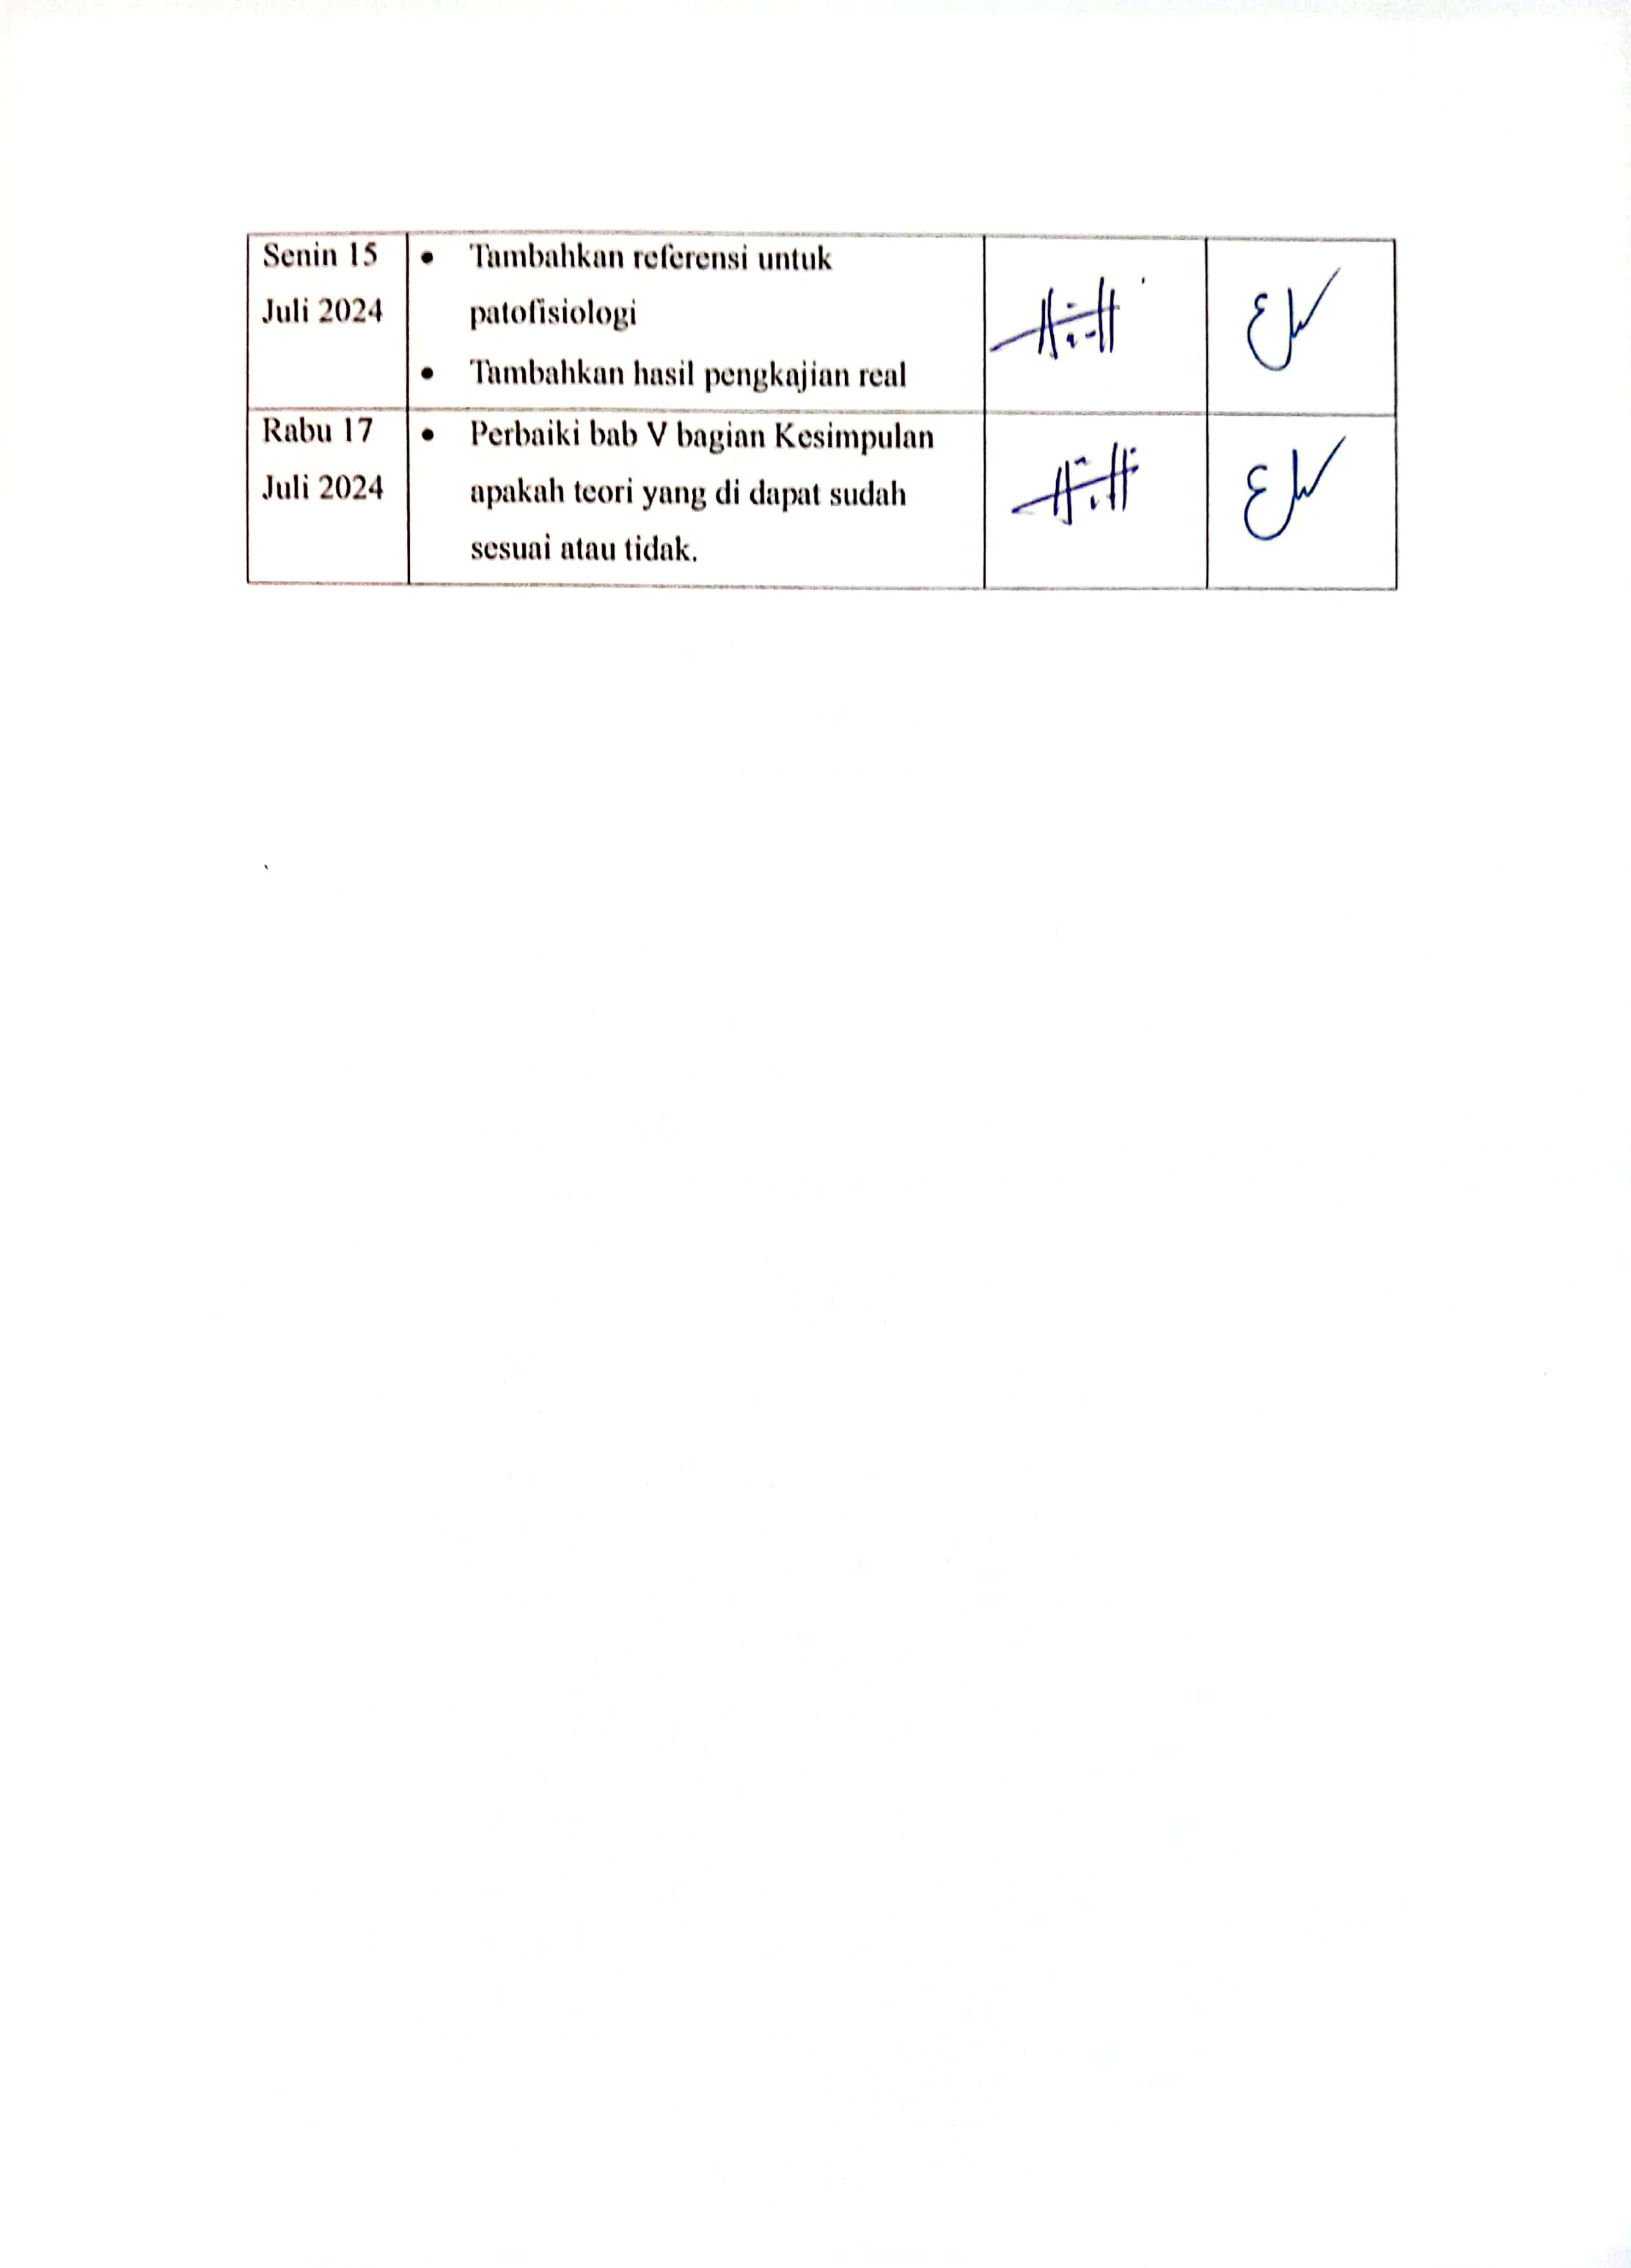 Senin 15
Juli 2024
• Tambahkan referensi untuk
patofisiologi
• Tambahkan hasil pengkajian real
Rabu 17
Juli 2024
• Perbaiki bab V bagian Kesimpulan
apakah teori yang di dapat sudah
sesuai atau tidak.